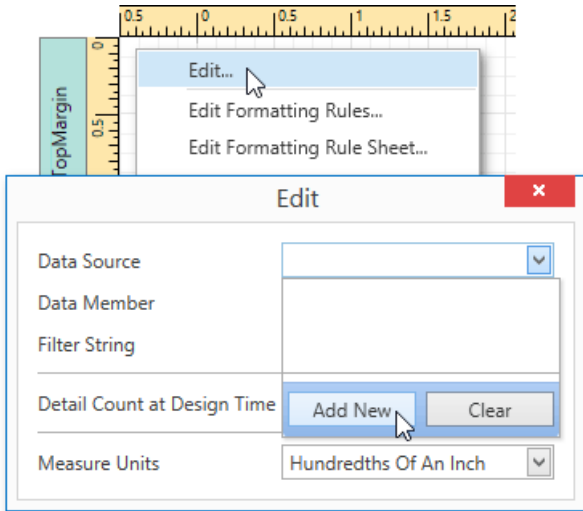 0.5 0 0.5 1 1.5 2
0
Edit...
TopMargin
0.5
Edit Formatting Rules...
Edit Formatting Rule Sheet...
Edit
Data Source
Data Member
Filter String
Detail Count at Design Time
Add New
Clear
Measure Units
Hundredths Of An Inch